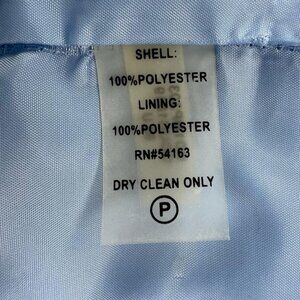 SHELL:
100%POLYESTER
LINING:
100%POLYESTER
RN#54163
DRY CLEAN ONLY
P